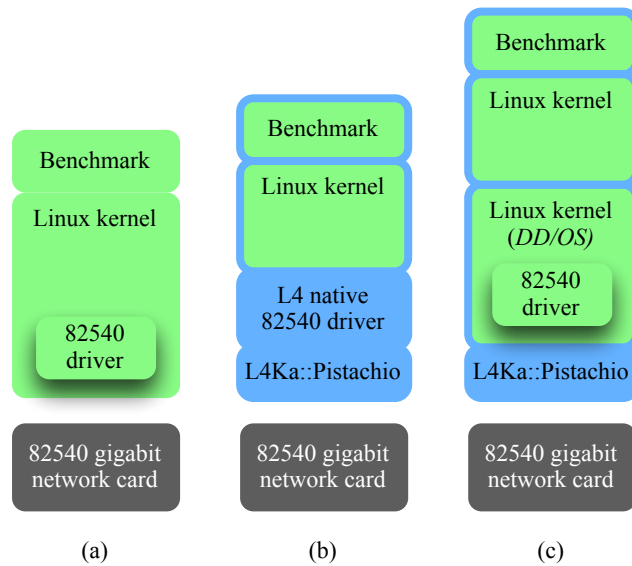 Benchmark
Linux kernel
82540
driver
82540 gigabit
network card
(a)
Benchmark
Linux kernel
L4 native
82540 driver
L4Ka::Pistachio
82540 gigabit
network card
(b)
Benchmark
Linux kernel
Linux kernel
(DD/OS)
82540
driver
L4Ka::Pistachio
82540 gigabit
network card
(c)